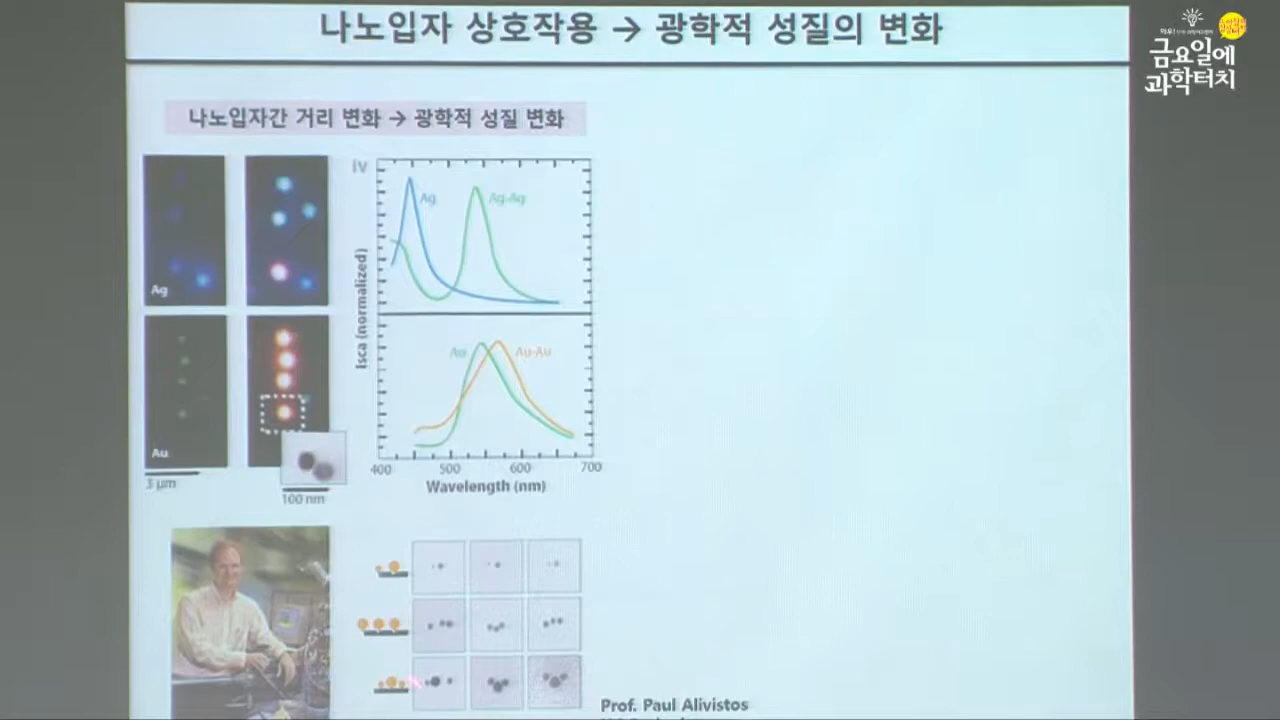 나노입자 상호작용 → 광학적 성질의 변화
금요일에
과학터치
나노입자간 거리 변화 → 광학적 성질 변화
iv
Ag
Ag-Ag
Ag
Isca (normalized)
Au
Au-Au
Au
400 500 600 700
Wavelength (nm)
3 μm
100 nm
Prof. Paul Alivistos